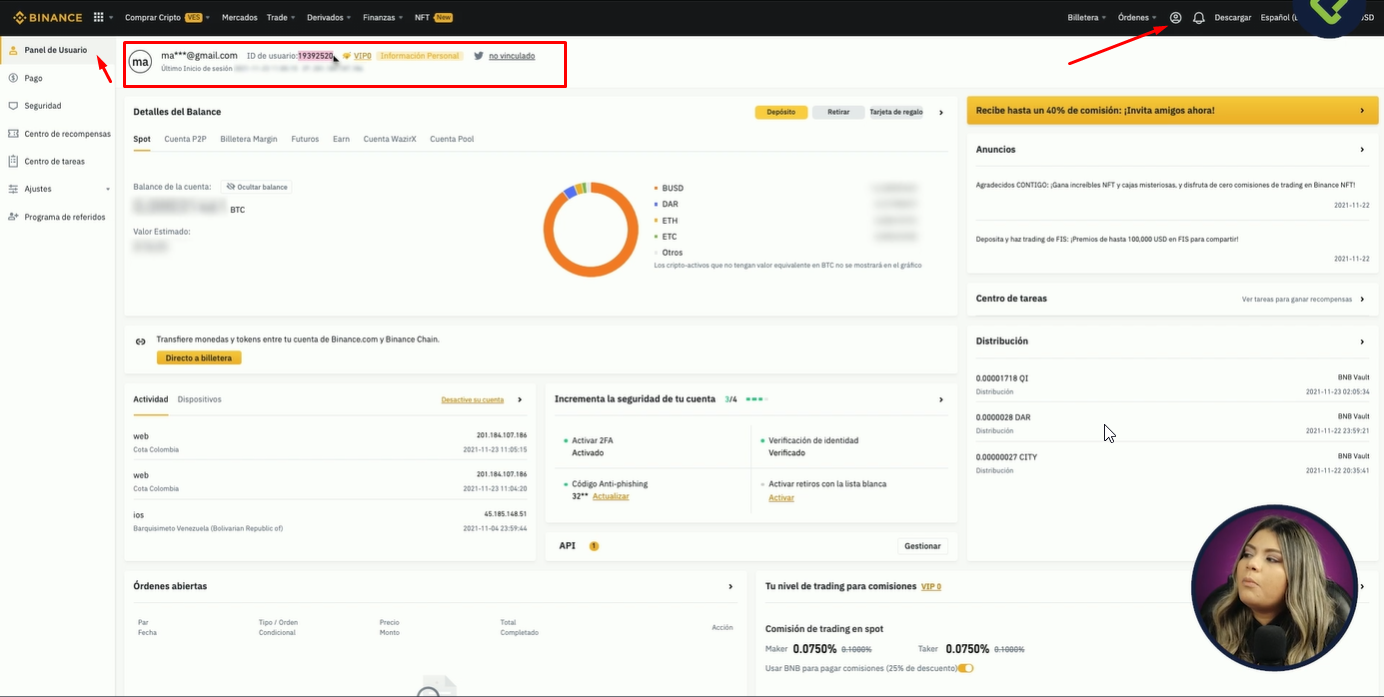 BINANCE
Comprar Cripto VES
Mercados
Trade
Derivados
Finanzas
NFT New
Billetera
Órdenes
Descargar
Español
Panel de Usuario
Pago
Seguridad
Centro de recompensas
Centro de tareas
Ajustes
Programa de referidos
ma
ma***@gmail.com ID de usuario:19392520 VIP0 Información Personal no vinculado
Último Inicio de sesión
Detalles del Balance
Depósito
Retirar
Tarjeta de regalo
Spot Cuenta P2P Billetera Margin Futuros Earn Cuenta WazirX Cuenta Pool
Balance de la cuenta: Ocultar balance
BTC
Valor Estimado:
BUSD
DAR
ETH
ETC
Otros
Los cripto-activos que no tengan valor equivalente en BTC no se mostrará en el gráfico
Transfiere monedas y tokens entre tu cuenta de Binance.com y Binance Chain.
Directo a billetera
Actividad Dispositivos Desactive su cuenta
web 201.184.107.186
Cota Colombia 2021-11-23 11:05:15
web 201.184.107.186
Cota Colombia 2021-11-23 11:04:20
ios 45.185.148.51
Barquisimeto Venezuela (Bolivarian Republic of) 2021-11-04 23:59:44
Incrementa la seguridad de tu cuenta 3/4
Activar 2FA
Activado
Verificación de identidad
Verificado
Código Anti-phishing
32** Actualizar
Activar retiros con la lista blanca
Activar
API 1 Gestionar
Recibe hasta un 40% de comisión: ¡Invita amigos ahora!
Anuncios
Agradecidos CONTIGO: ¡Gana increíbles NFT y cajas misteriosas, y disfruta de cero comisiones de trading en Binance NFT!
2021-11-22
Deposita y haz trading de FIS: ¡Premios de hasta 100,000 USD en FIS para compartir!
2021-11-22
Centro de tareas Ver tareas para ganar recompensas
Distribución
0.00001718 QI BNB Vault
Distribución 2021-11-23 02:05:34
0.0000028 DAR BNB Vault
Distribución 2021-11-22 23:59:21
0.00000027 CITY BNB Vault
Distribución 2021-11-22 20:35:41
Órdenes abiertas
Par Tipo / Orden Precio Total Acción
Fecha Condicional Monto Completado
Tu nivel de trading para comisiones VIP 0
Comisión de trading en spot
Maker 0.0750% 0.1000% Taker 0.0750% 0.1000%
Usar BNB para pagar comisiones (25% de descuento)